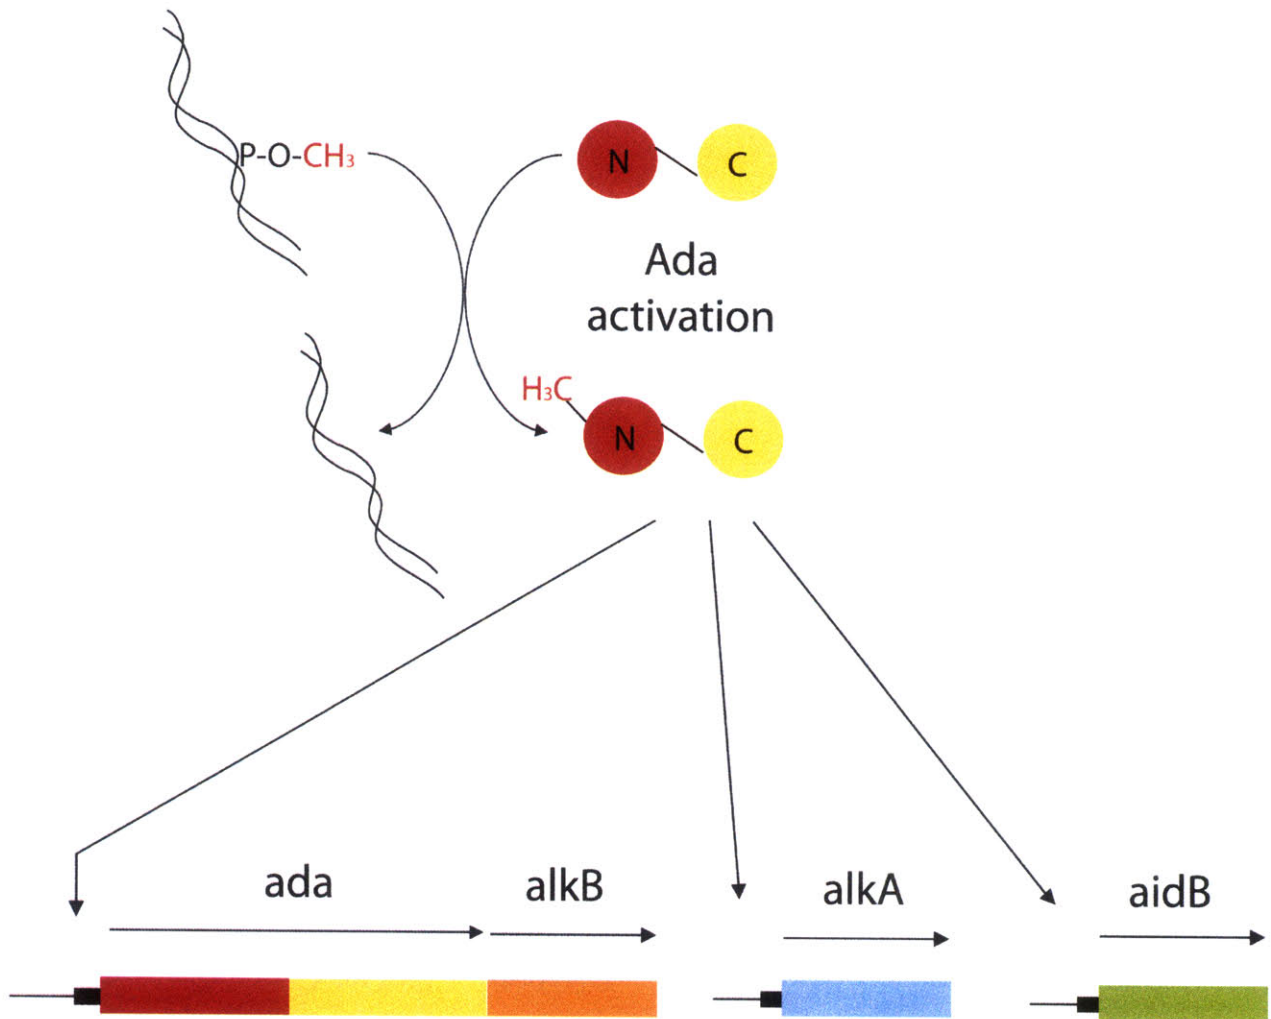 P-O-CH₃
N
C
Ada
activation
H₃C
N
C
ada
alkB
alkA
aidB